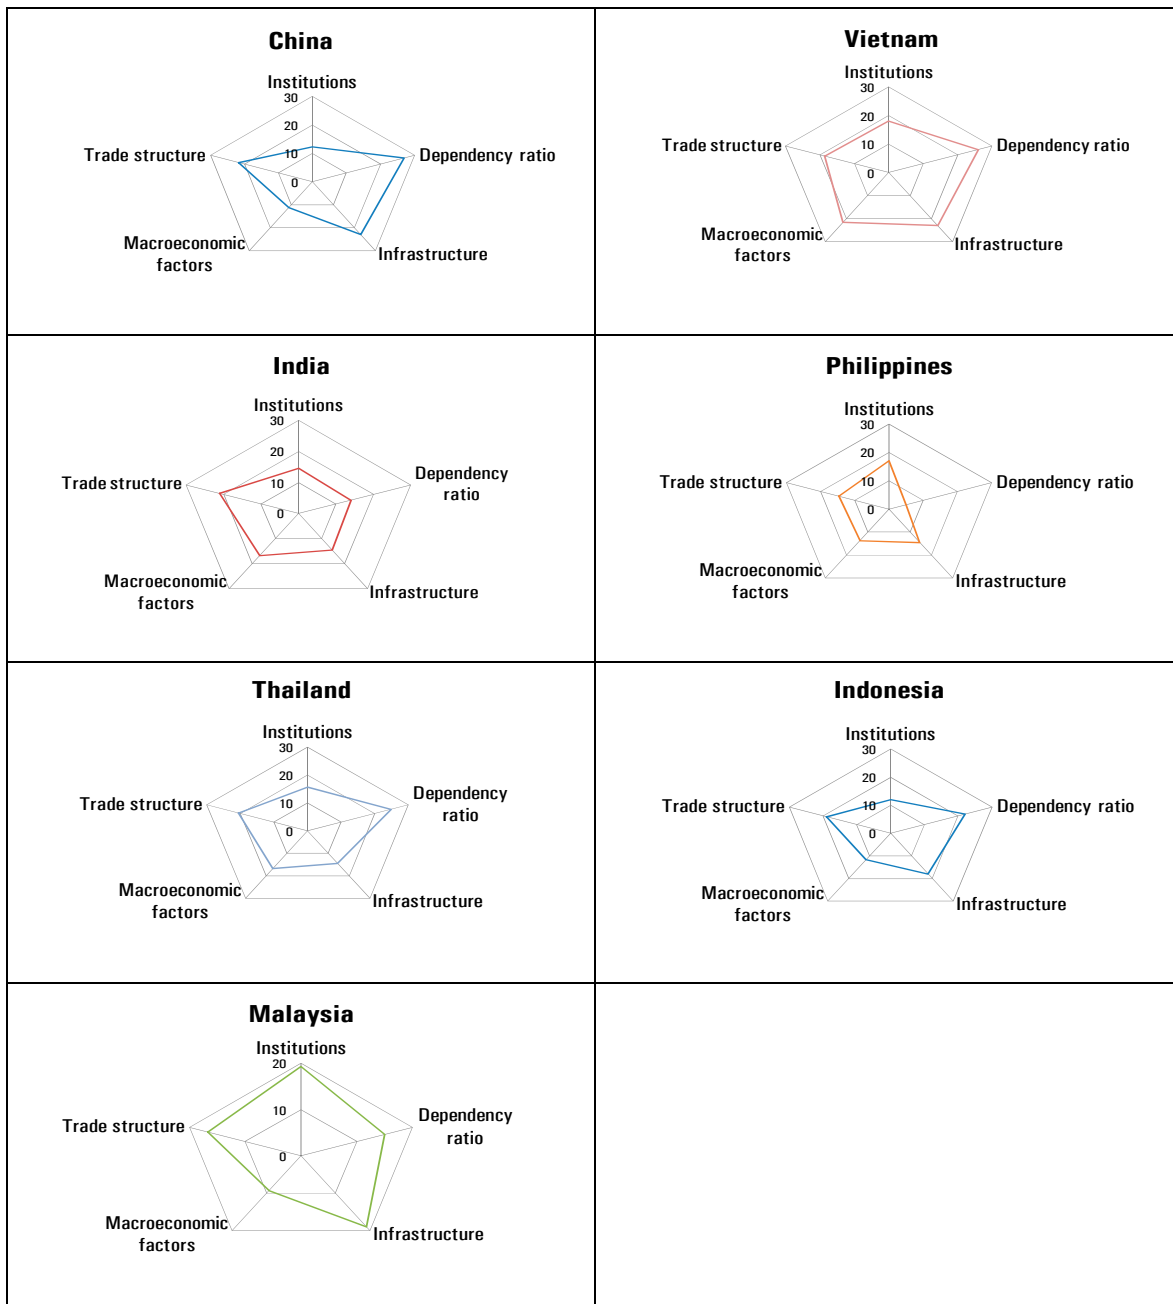 China
Institutions
30
20
10
0
Trade structure
Dependency ratio
Macroeconomic
factors
Infrastructure
Vietnam
Institutions
30
20
10
0
Trade structure
Dependency ratio
Macroeconomic
factors
Infrastructure
India
Institutions
30
20
10
0
Trade structure
Dependency
ratio
Macroeconomic
factors
Infrastructure
Philippines
Institutions
30
20
10
0
Trade structure
Dependency ratio
Macroeconomic
factors
Infrastructure
Thailand
Institutions
30
20
10
0
Trade structure
Dependency
ratio
Macroeconomic
factors
Infrastructure
Indonesia
Institutions
30
20
10
0
Trade structure
Dependency ratio
Macroeconomic
factors
Infrastructure
Malaysia
Institutions
20
10
0
Trade structure
Dependency
ratio
Macroeconomic
factors
Infrastructure